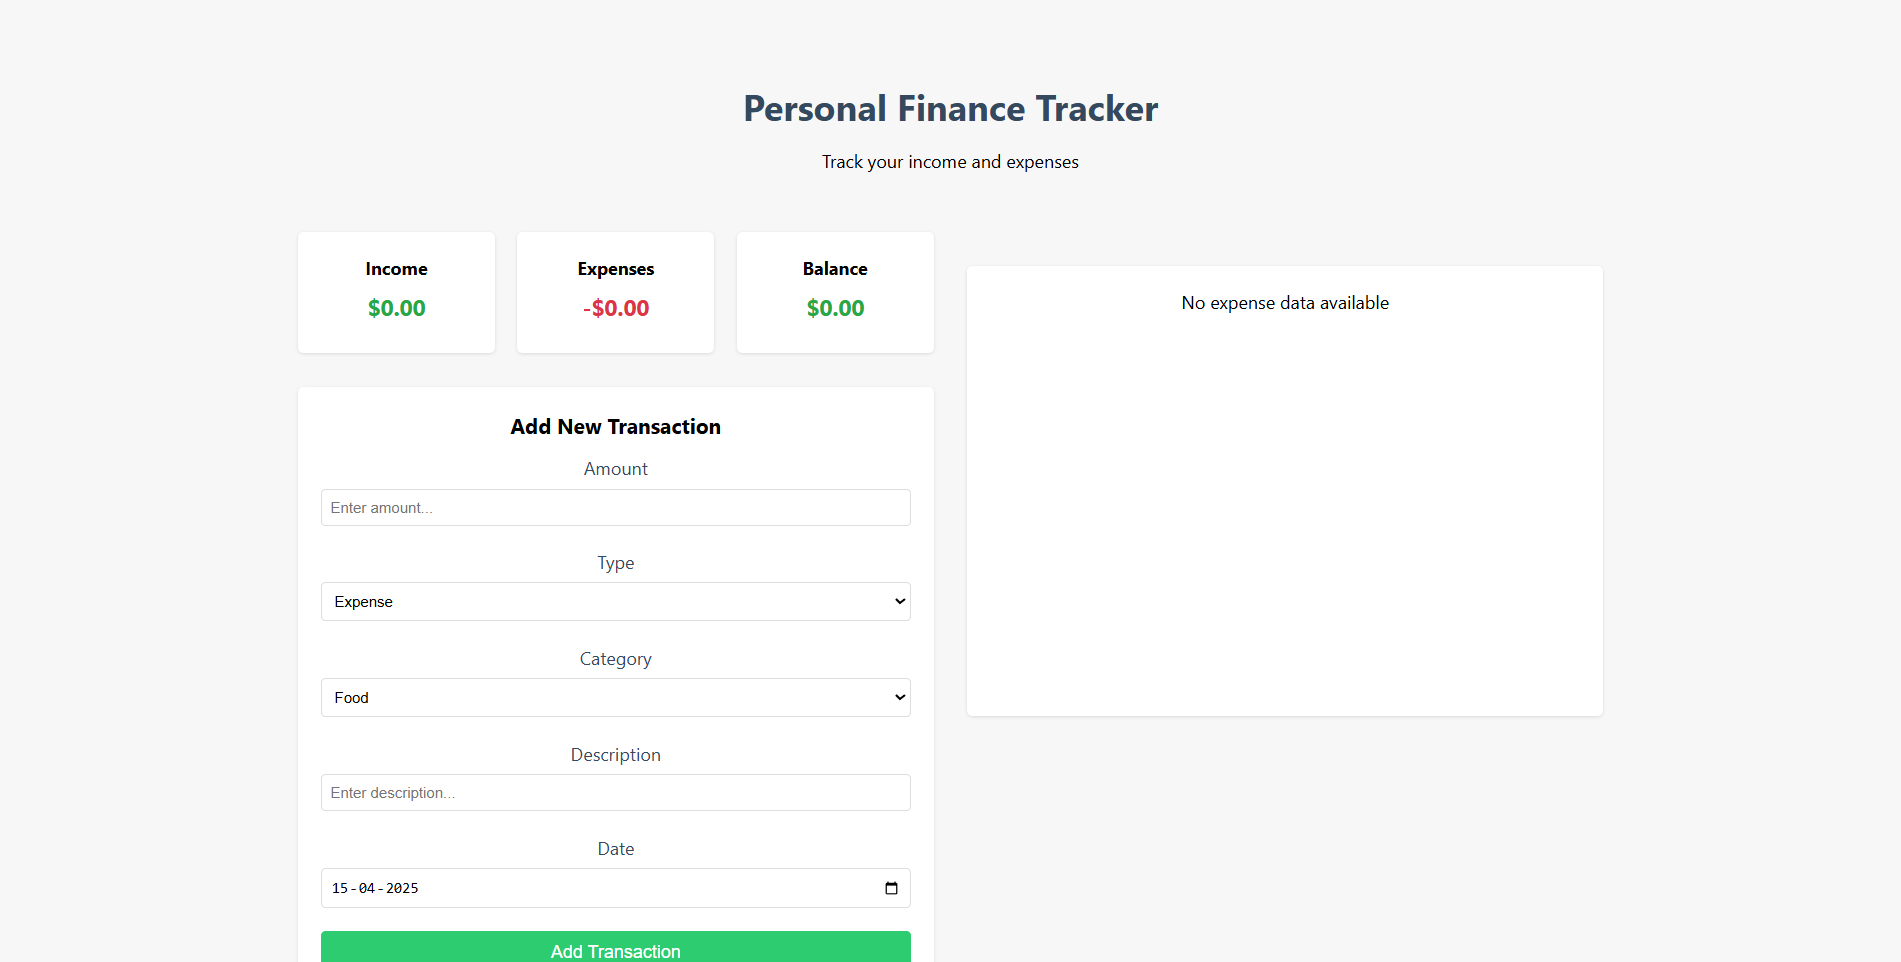 Personal Finance Tracker
Track your income and expenses
Income
$0.00
Expenses
-$0.00
Balance
$0.00
No expense data available
Add New Transaction
Amount
Enter amount...
Type
Expense
Category
Food
Description
Enter description...
Date
15-04-2025
Add Transaction